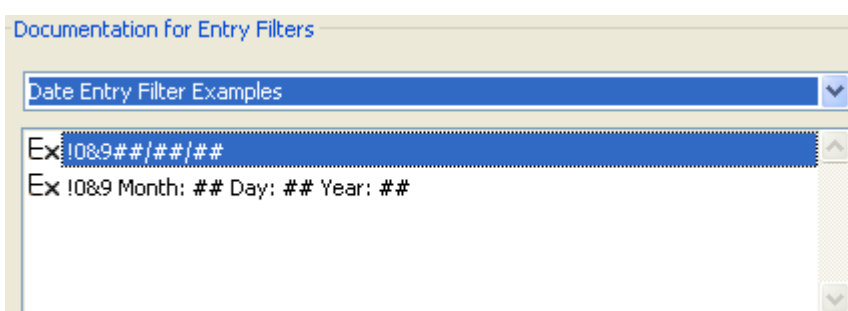 Documentation for Entry Filters
Date Entry Filter Examples
Ex !0&9##/##/##
Ex !0&9 Month: ## Day: ## Year: ##